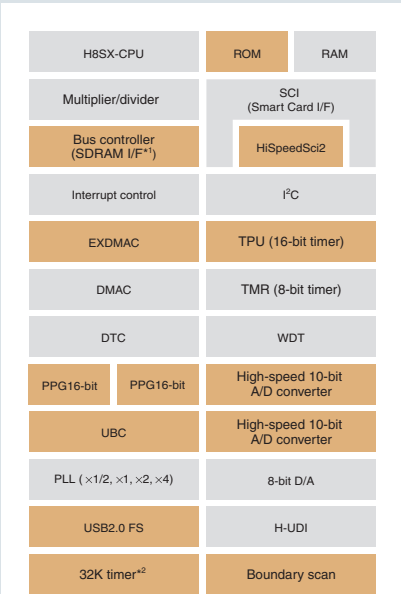 H8SX-CPU
ROM
RAM
Multiplier/divider
SCI
(Smart Card I/F)
Bus controller
(SDRAM I/F*1)
HiSpeedSci2
Interrupt control
I2C
EXDMAC
TPU (16-bit timer)
DMAC
TMR (8-bit timer)
DTC
WDT
PPG16-bit
PPG16-bit
High-speed 10-bit
A/D converter
UBC
High-speed 10-bit
A/D converter
PLL (×1/2, ×1, ×2, ×4)
8-bit D/A
USB2.0 FS
H-UDI
32K timer*2
Boundary scan